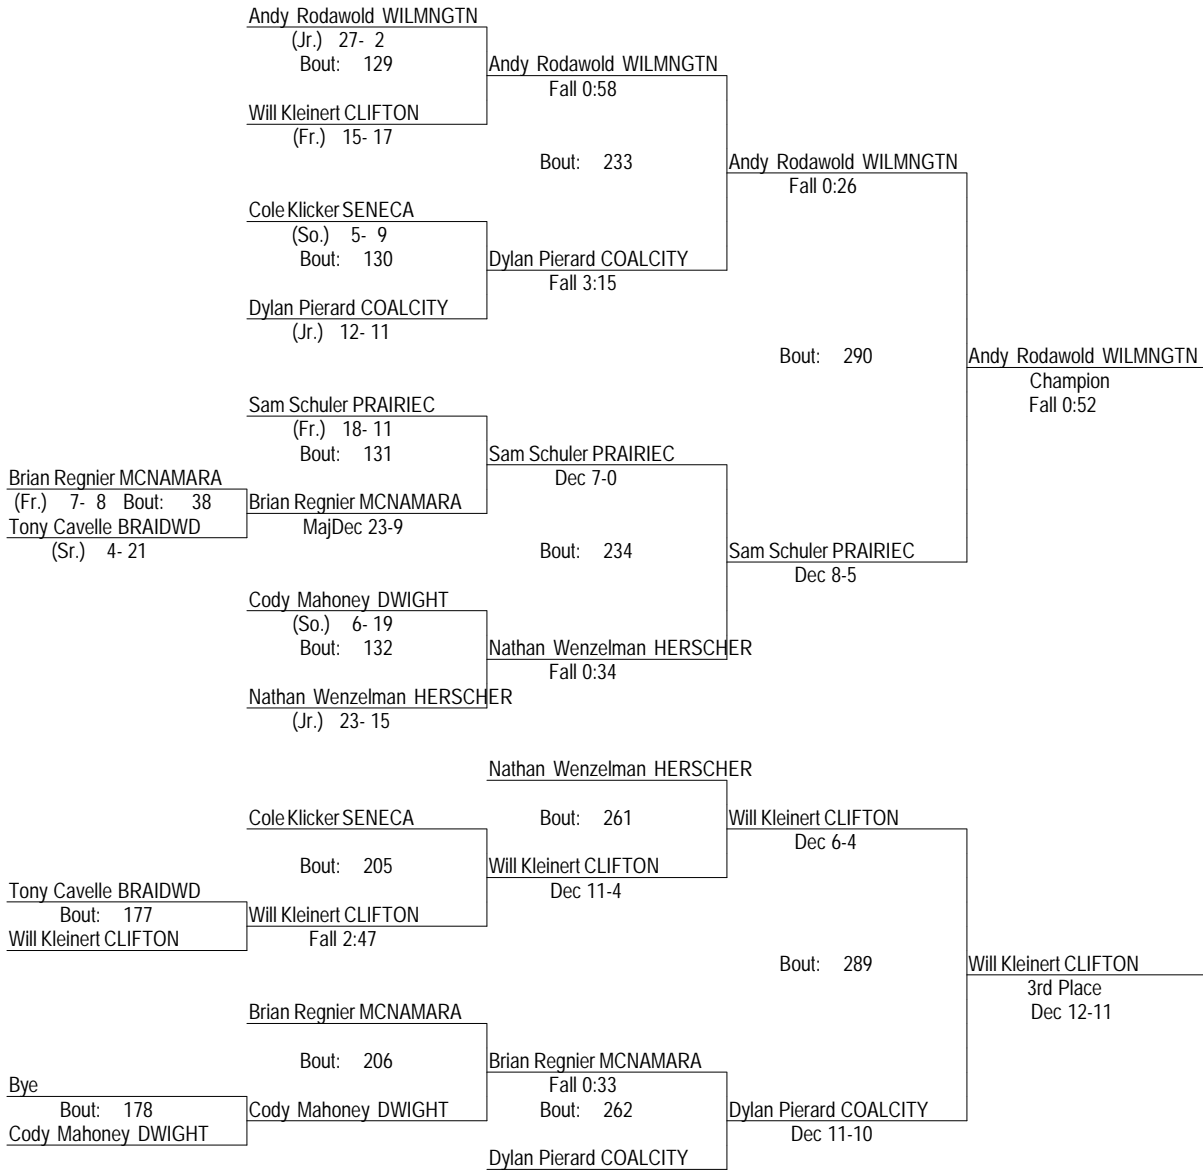 Andy Rodawold WILMNGTN
(Jr.) 27- 2
Bout: 129
Andy Rodawold WILMNGTN
Fall 0:58
Will Kleinert CLIFTON
(Fr.) 15- 17
Bout: 233
Andy Rodawold WILMNGTN
Fall 0:26
Cole Klicker SENECA
(So.) 5- 9
Bout: 130
Dylan Pierard COALCITY
Fall 3:15
Dylan Pierard COALCITY
(Jr.) 12- 11
Bout: 290
Andy Rodawold WILMNGTN
Champion
Fall 0:52
Sam Schuler PRAIRIEC
(Fr.) 18- 11
Bout: 131
Sam Schuler PRAIRIEC
Dec 7-0
Brian Regnier MCNAMARA
(Fr.) 7- 8 Bout: 38
Brian Regnier MCNAMARA
MajDec 23-9
Tony Cavelle BRAIDWD
(Sr.) 4- 21
Bout: 234
Sam Schuler PRAIRIEC
Dec 8-5
Cody Mahoney DWIGHT
(So.) 6- 19
Bout: 132
Nathan Wenzelman HERSCHER
Fall 0:34
Nathan Wenzelman HERSCHER
(Jr.) 23- 15
Nathan Wenzelman HERSCHER
Bout: 261
Will Kleinert CLIFTON
Dec 6-4
Cole Klicker SENECA
Bout: 205
Will Kleinert CLIFTON
Dec 11-4
Tony Cavelle BRAIDWD
Bout: 177
Will Kleinert CLIFTON
Fall 2:47
Will Kleinert CLIFTON
Bout: 289
Will Kleinert CLIFTON
3rd Place
Dec 12-11
Brian Regnier MCNAMARA
Bout: 206
Brian Regnier MCNAMARA
Fall 0:33
Bye
Bout: 178
Cody Mahoney DWIGHT
Cody Mahoney DWIGHT
Bout: 262
Dylan Pierard COALCITY
Dec 11-10
Dylan Pierard COALCITY